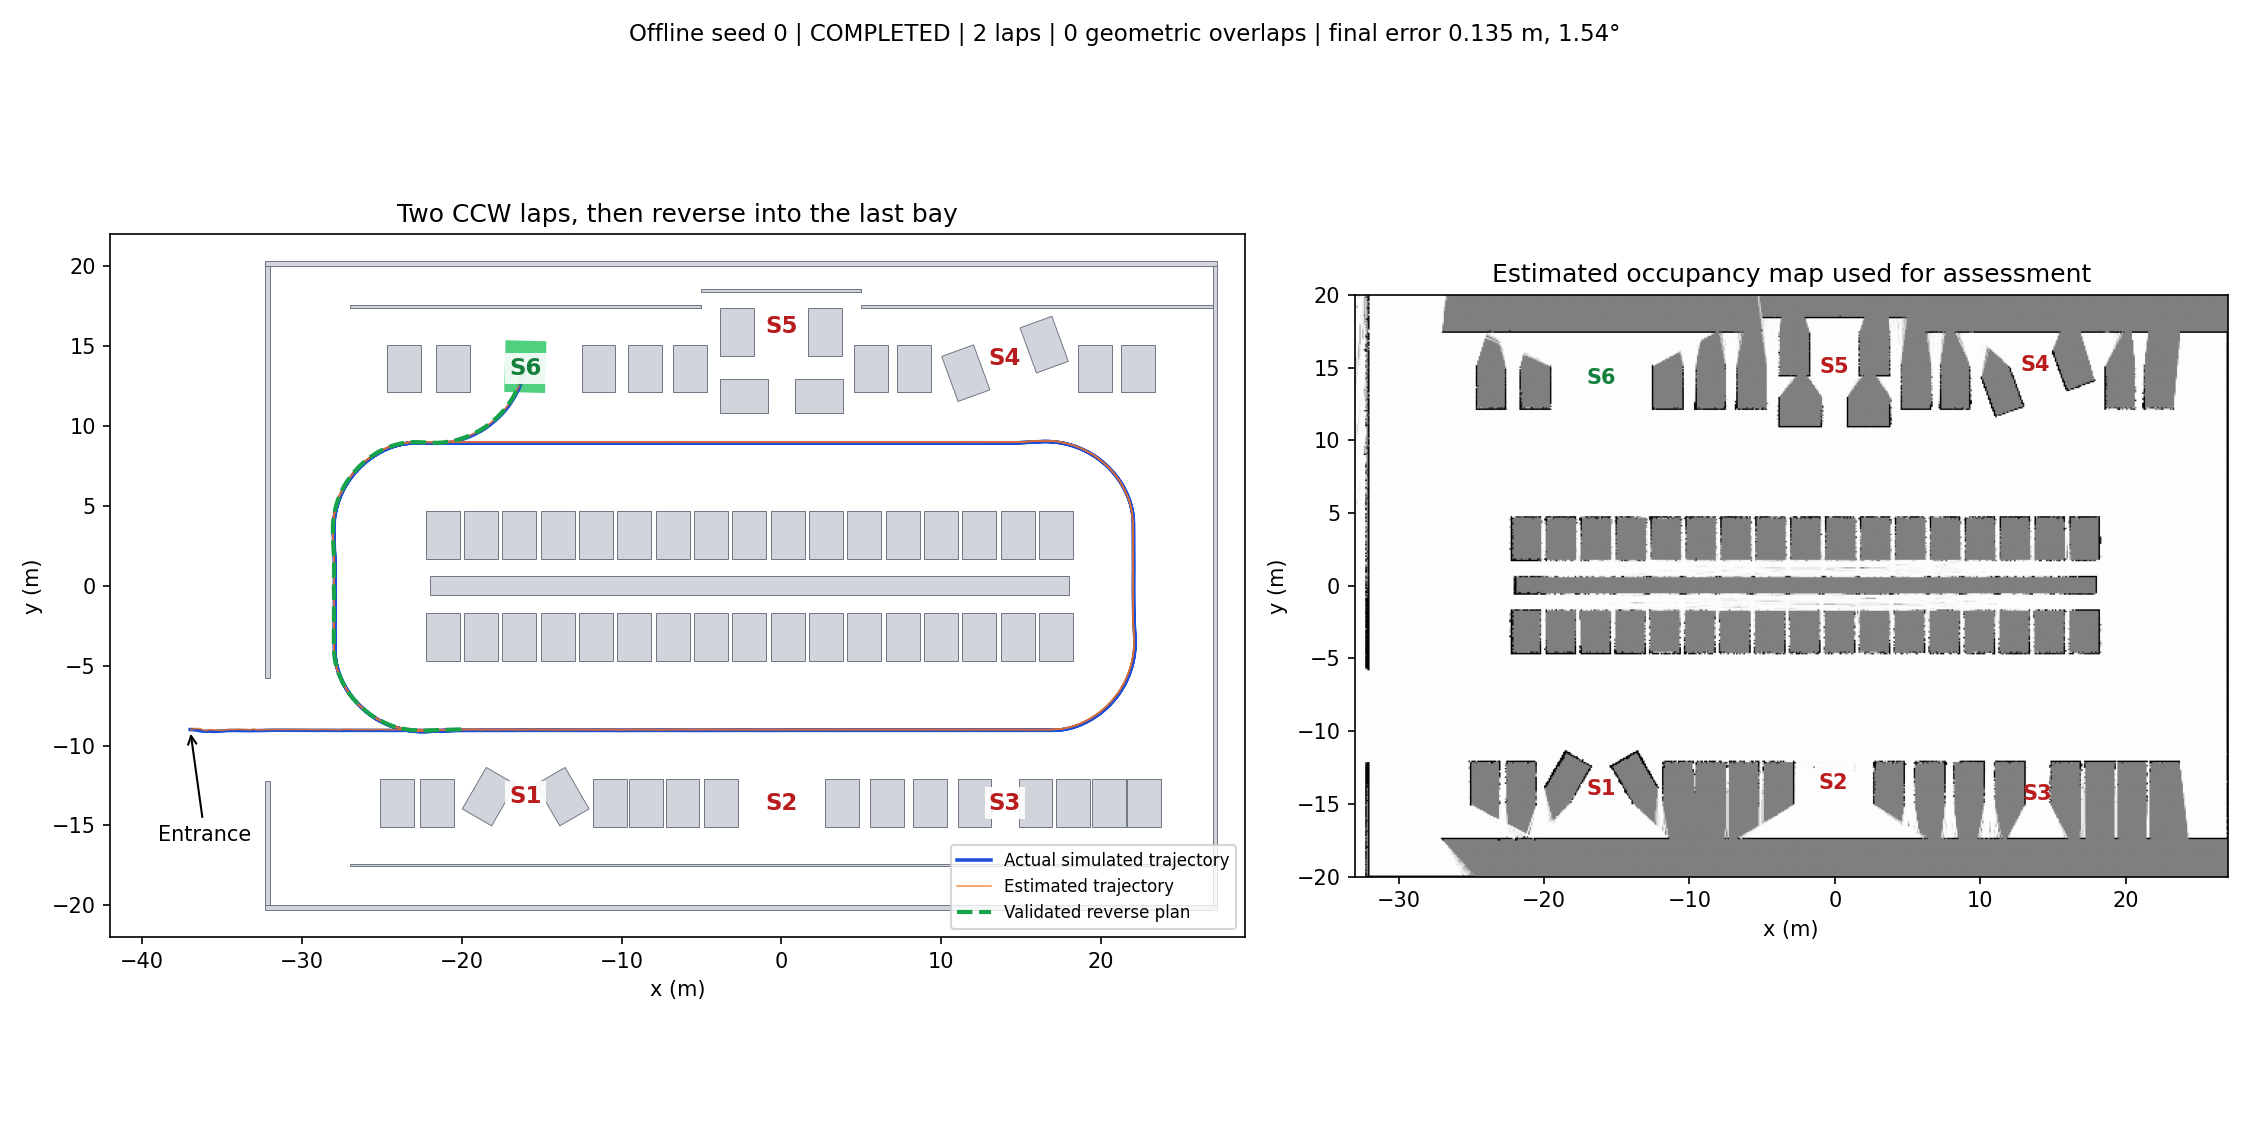 Offline seed 0 | COMPLETED | 2 laps | 0 geometric overlaps | final error 0.135 m, 1.54°
Two CCW laps, then reverse into the last bay
20
15
10
5
0
−5
−10
−15
−20
y (m)
S5
S4
S6
S1
S2
S3
Entrance
Actual simulated trajectory
Estimated trajectory
Validated reverse plan
−40
−30
−20
−10
0
10
20
x (m)
Estimated occupancy map used for assessment
20
15
10
5
0
−5
−10
−15
−20
y (m)
S6
S5
S4
S1
S2
S3
−30
−20
−10
0
10
20
x (m)